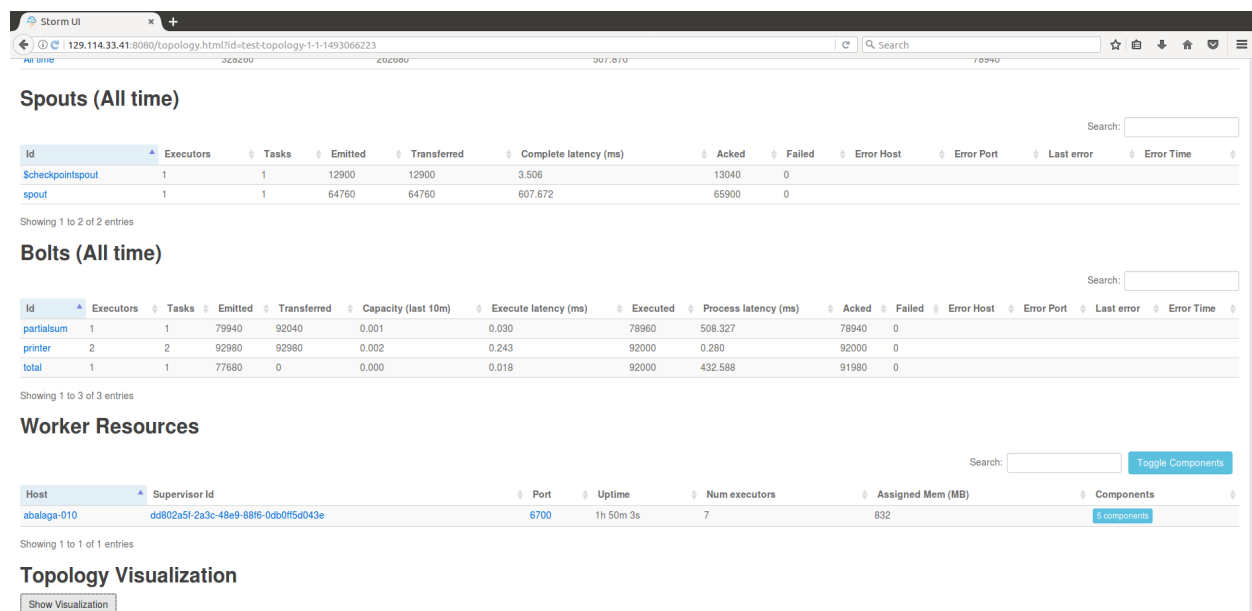 Storm UI × +
129.114.33.41:8080/topology.html?id=test-topology-1-1-1493066223 Search
All time 328260 262680 507.870 78940
Spouts (All time)
Search:
Id Executors Tasks Emitted Transferred Complete latency (ms) Acked Failed Error Host Error Port Last error Error Time
$checkpointspout 1 1 12900 12900 3.506 13040 0
spout 1 1 64760 64760 607.672 65900 0
Showing 1 to 2 of 2 entries
Bolts (All time)
Search:
Id Executors Tasks Emitted Transferred Capacity (last 10m) Execute latency (ms) Executed Process latency (ms) Acked Failed Error Host Error Port Last error Error Time
partialsum 1 1 79940 92040 0.001 0.030 78960 508.327 78940 0
printer 2 2 92980 92980 0.002 0.243 92000 0.280 92000 0
total 1 1 77680 0 0.000 0.018 92000 432.588 91980 0
Showing 1 to 3 of 3 entries
Worker Resources
Search: Toggle Components
Host Supervisor Id Port Uptime Num executors Assigned Mem (MB) Components
abalaga-010 dd802a5f-2a3c-48e9-88f6-0db0ff5d043e 6700 1h 50m 3s 7 832 5 components
Showing 1 to 1 of 1 entries
Topology Visualization
Show Visualization